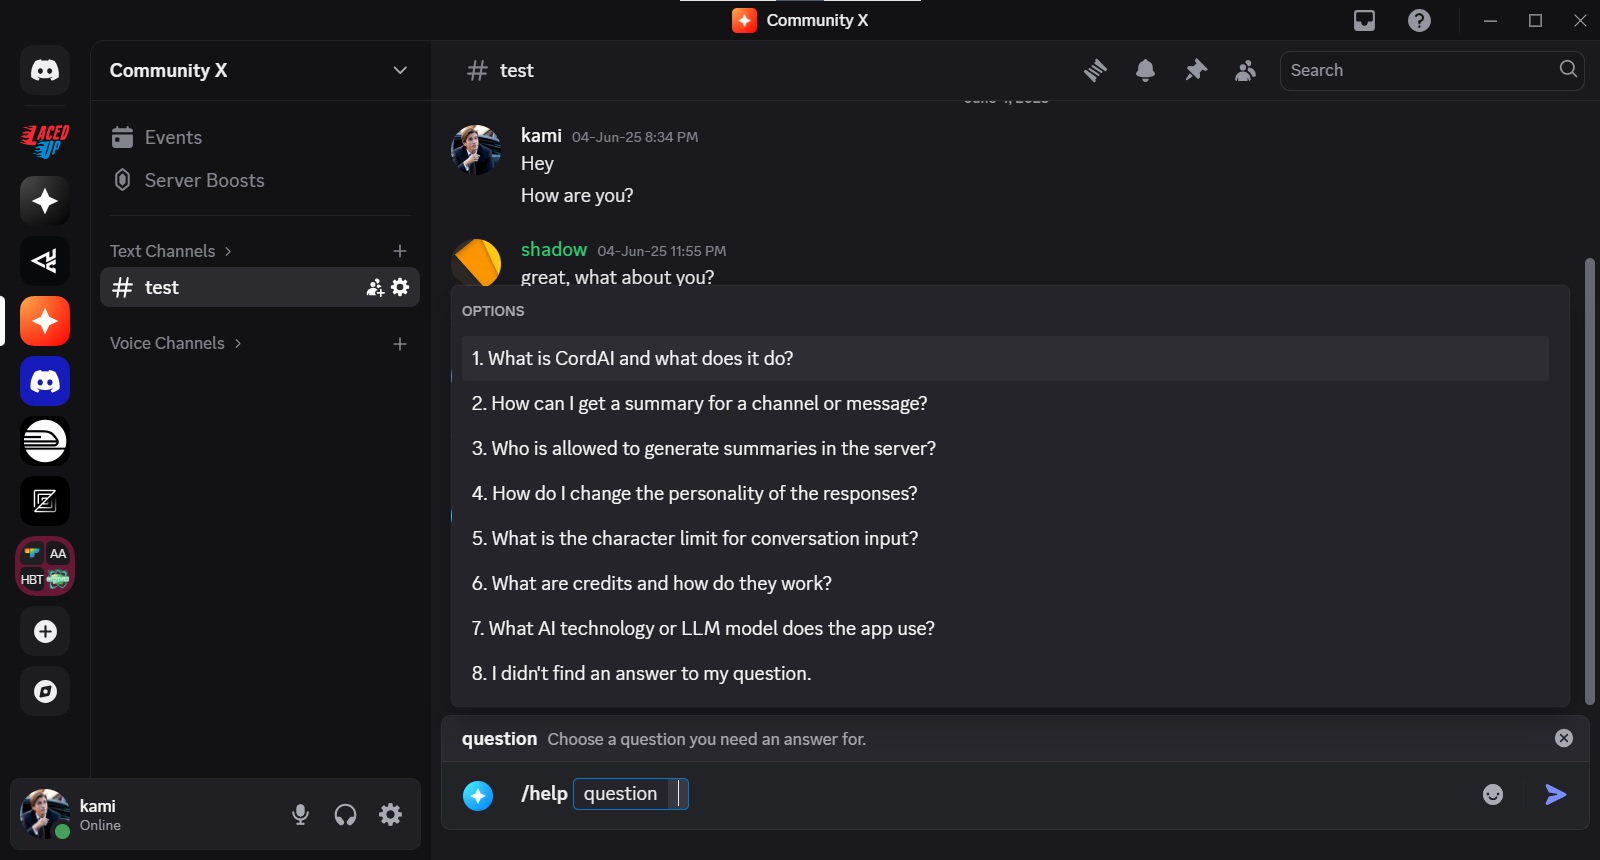 Community X
Community X
# test
Search
LACED
UP
Events
Server Boosts
kami 04-Jun-25 8:34 PM
Hey
How are you?
Text Channels
# test
shadow 04-Jun-25 11:55 PM
great, what about you?
Voice Channels
OPTIONS
1. What is CordAI and what does it do?
2. How can I get a summary for a channel or message?
3. Who is allowed to generate summaries in the server?
4. How do I change the personality of the responses?
5. What is the character limit for conversation input?
6. What are credits and how do they work?
7. What AI technology or LLM model does the app use?
8. I didn't find an answer to my question.
AA
HBT
question Choose a question you need an answer for.
/help question
kami
Online